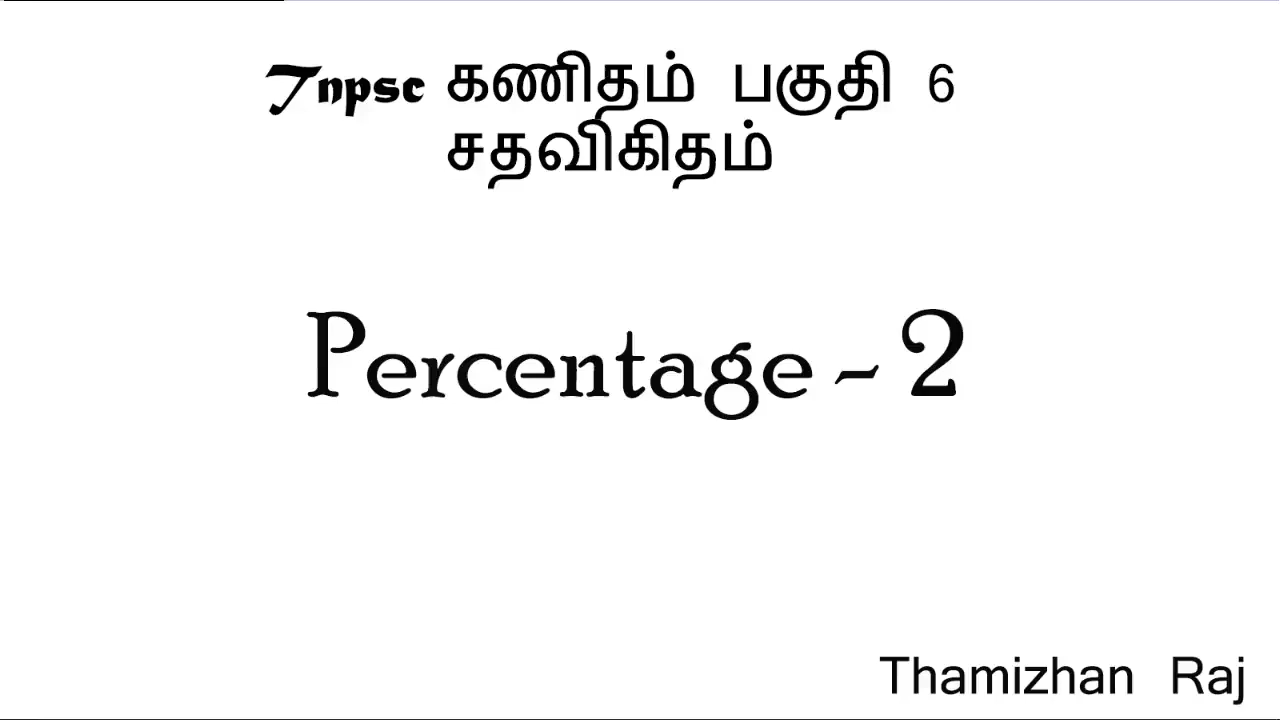 Tnpsc கணிதம் பகுதி 6
சதவிகிதம்
Percentage - 2
Thamizhan Raj